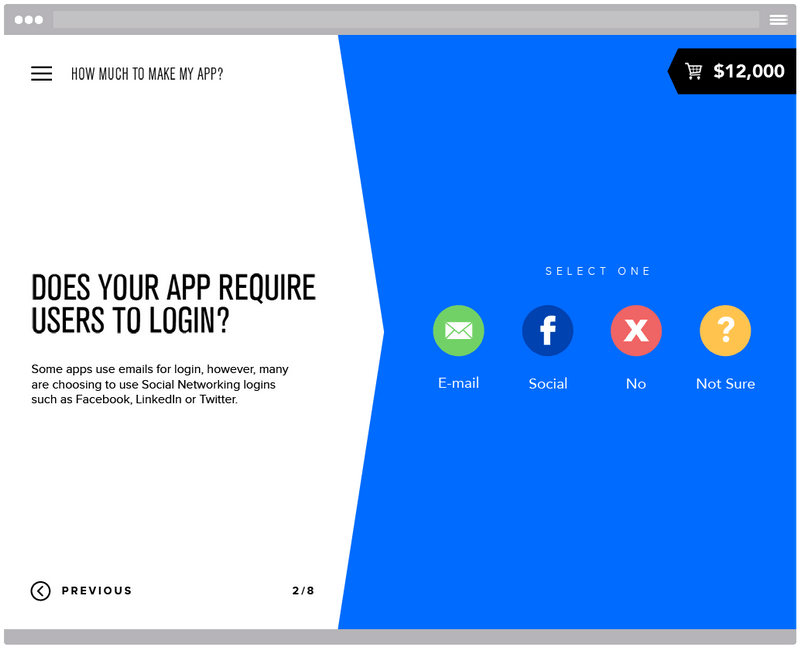 HOW MUCH TO MAKE MY APP?
$12,000
DOES YOUR APP REQUIRE
USERS TO LOGIN?
Some apps use emails for login, however, many
are choosing to use Social Networking logins
such as Facebook, LinkedIn or Twitter.
PREVIOUS
2/8
SELECT ONE
f
X
?
E-mail
Social
No
Not Sure